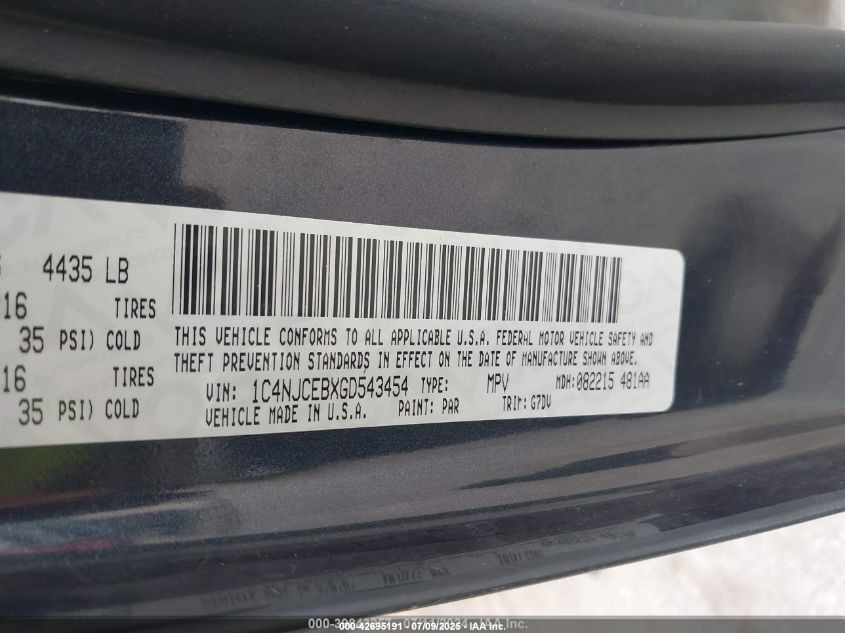 4435 LB
16 TIRES
35 PSI) COLD
16 TIRES
35 PSI) COLD
THIS VEHICLE CONFORMS TO ALL APPLICABLE U.S.A. FEDERAL MOTOR VEHICLE SAFETY AND
THEFT PREVENTION STANDARDS IN EFFECT ON THE DATE OF MANUFACTURE SHOWN ABOVE.
VIN: 1C4NJCEBXGD543454 TYPE: MPV MDH: 082215 481AA
VEHICLE MADE IN U.S.A. PAINT: PAR TRIM: G7DV
42695191 - 07/09/2025 - IAA Inc.